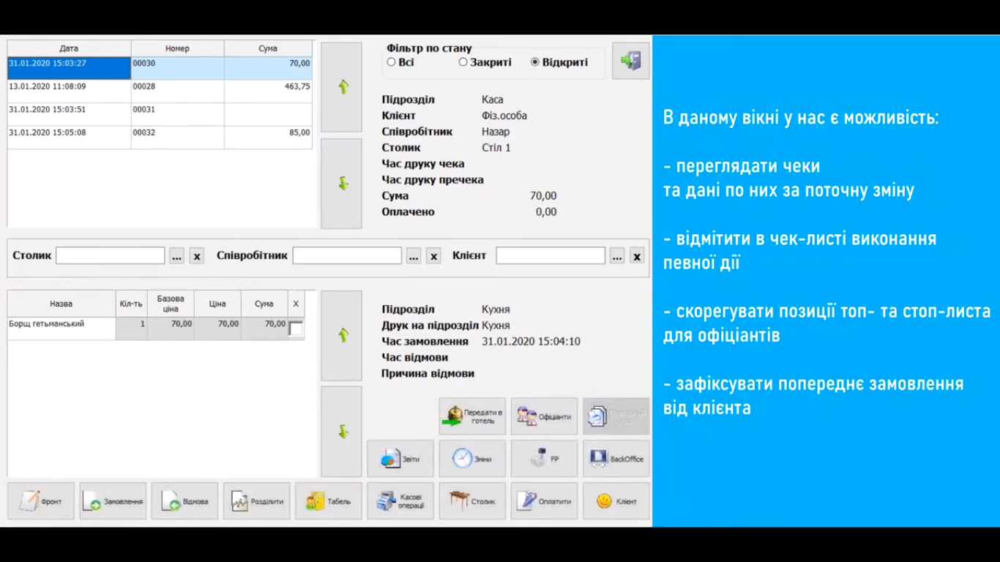 Дата Номер Сума
31.01.2020 15:03:27 00030 70,00
13.01.2020 11:08:09 00028 463,75
31.01.2020 15:03:51 00031
31.01.2020 15:05:08 00032 85,00
Фільтр по стану
Всі Закриті Відкриті
Підрозділ Каса
Клієнт Фіз.особа
Співробітник Назар
Столик Стіл 1
Час друку чека
Час друку пречека
Сума 70,00
Оплачено 0,00
Столик ... x Співробітник ... x Клієнт ... x
Назва Кіл-ть Базова ціна Ціна Сума X
Борщ гетьманський 1 70,00 70,00 70,00
Підрозділ Кухня
Друк на підрозділ Кухня
Час замовлення 31.01.2020 15:04:10
Час відмови
Причина відмови
Передати в готель
Офіціанти
Звіти
Зміни
FP
BackOffice
Фронт
Замовлення
Відмова
Розділити
Табель
Касові операції
Столик
Оплатити
Клієнт
В даному вікні у нас є можливість:
- переглядати чеки
та дані по них за поточну зміну
- відмітити в чек-листі виконання
певної дії
- скорегувати позиції топ- та стоп-листа
для офіціантів
- зафіксувати попереднє замовлення
від клієнта